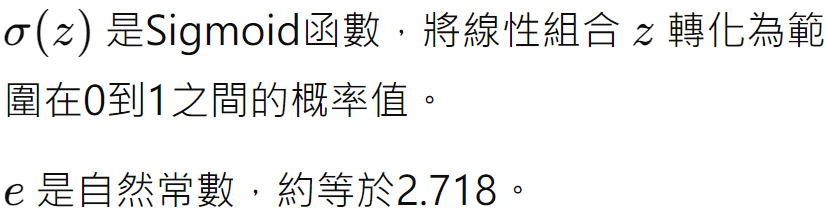 σ(z) 是Sigmoid函數，將線性組合 z 轉化為範
圍在0到1之間的概率值。
e 是自然常數，約等於2.718。